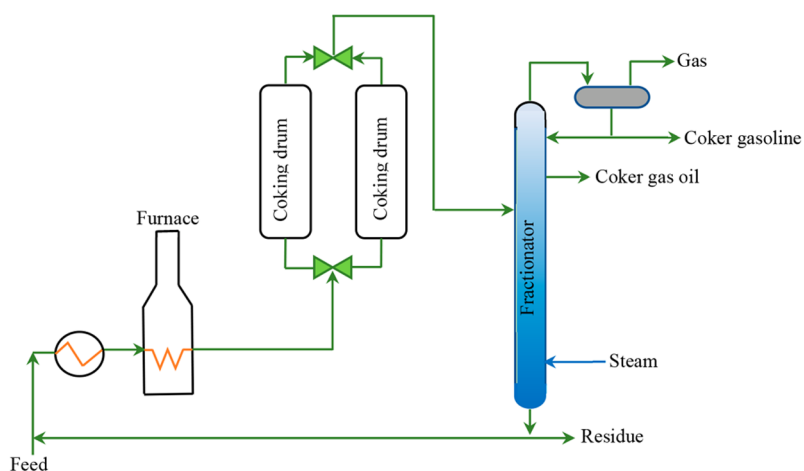 Gas
Coker gasoline
Coking drum
Coking drum
Coker gas oil
Furnace
Fractionator
Steam
Residue
Feed